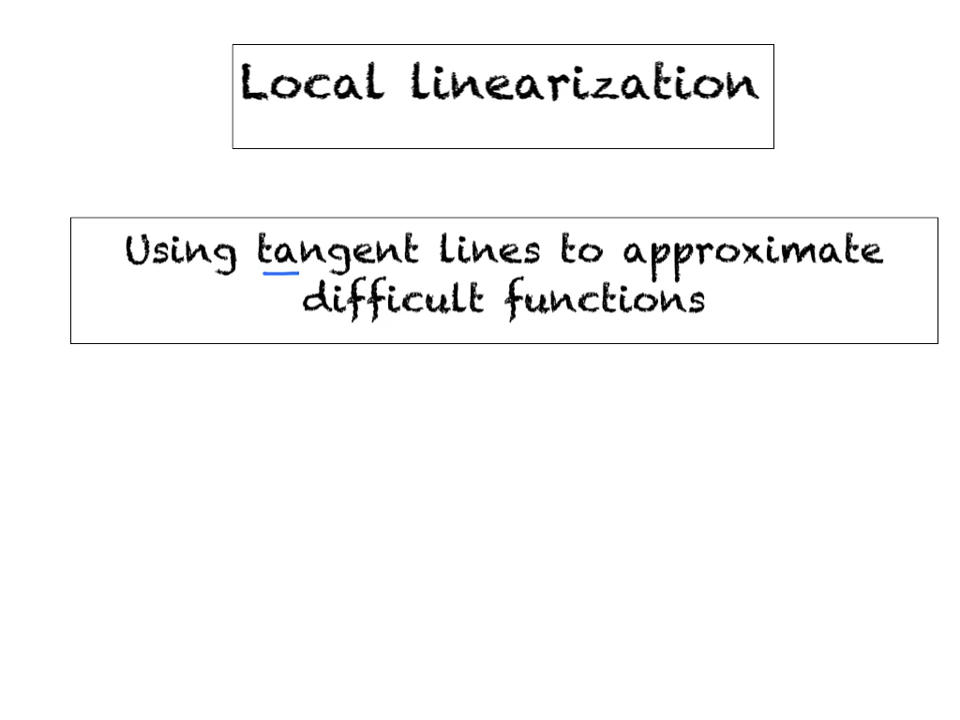 Local linearization
Using tangent lines to approximate
difficult functions